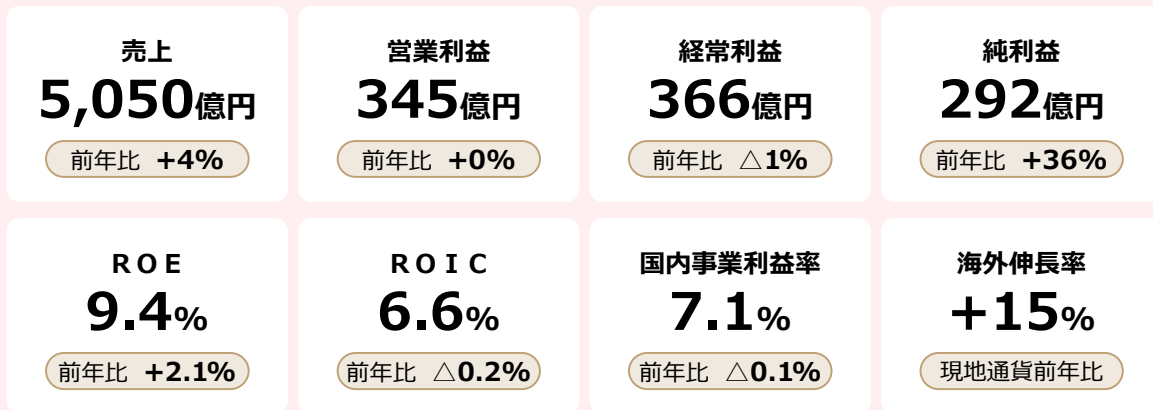 売上
5,050億円
前年比 +4%
営業利益
345億円
前年比 +0%
経常利益
366億円
前年比 △1%
純利益
292億円
前年比 +36%
ＲＯＥ
9.4%
前年比 +2.1%
ＲＯＩＣ
6.6%
前年比 △0.2%
国内事業利益率
7.1%
前年比 △0.1%
海外伸長率
+15%
現地通貨前年比